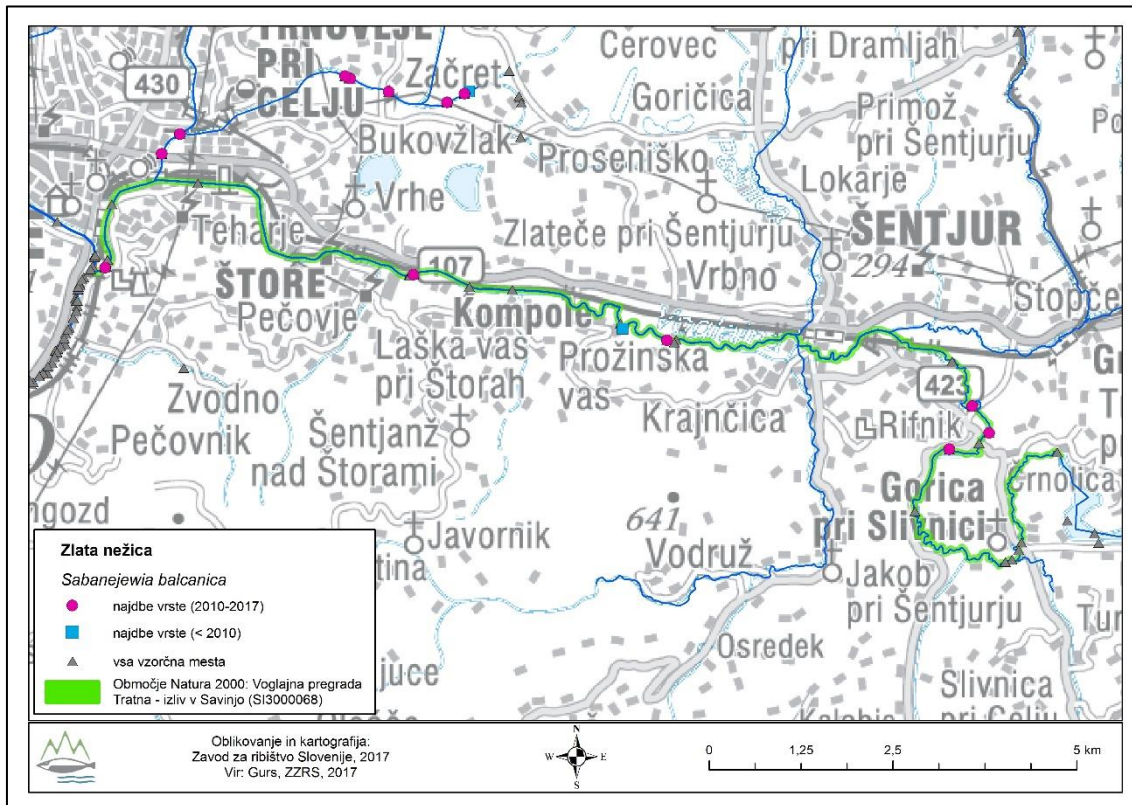 TRNOVLJE
PRI
CELJU
430
Začret
Bukovžlak
Cerovec
Goričica
pri Dramljah
Primož
pri Šentjurju
Proseniško
Lokarje
Vrhe
Teharje
Zlateče pri Šentjurju
ŠENTJUR
294
107
Vrbno
ŠTORE
Pečovje
Kompole
Stopče
Laška vas
pri Štorah
Prožinska
vas
423
Zvodno
Krajnčica
Rifnik
Pečovnik
Šentjanž
nad Štorami
Črnolica
Gorica
pri Slivnici
641
Javornik
Vodruž
Jakob
pri Šentjurju
Osredek
Slivnica
pri Celju
Zlata nežica
Sabanejewia balcanica
najdbe vrste (2010-2017)
najdbe vrste (< 2010)
vsa vzorčna mesta
Območje Natura 2000: Voglajna pregrada
Tratna - izliv v Savinjo (SI3000068)
Oblikovanje in kartografija:
Zavod za ribištvo Slovenije, 2017
Vir: Gurs, ZZRS, 2017
N
W E
S
0 1,25 2,5 5 km